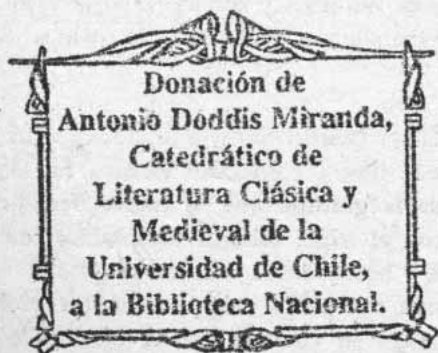 Donación de
Antonio Doddis Miranda,
Catedrático de
Literatura Clásica y
Medieval de la
Universidad de Chile,
a la Biblioteca Nacional.